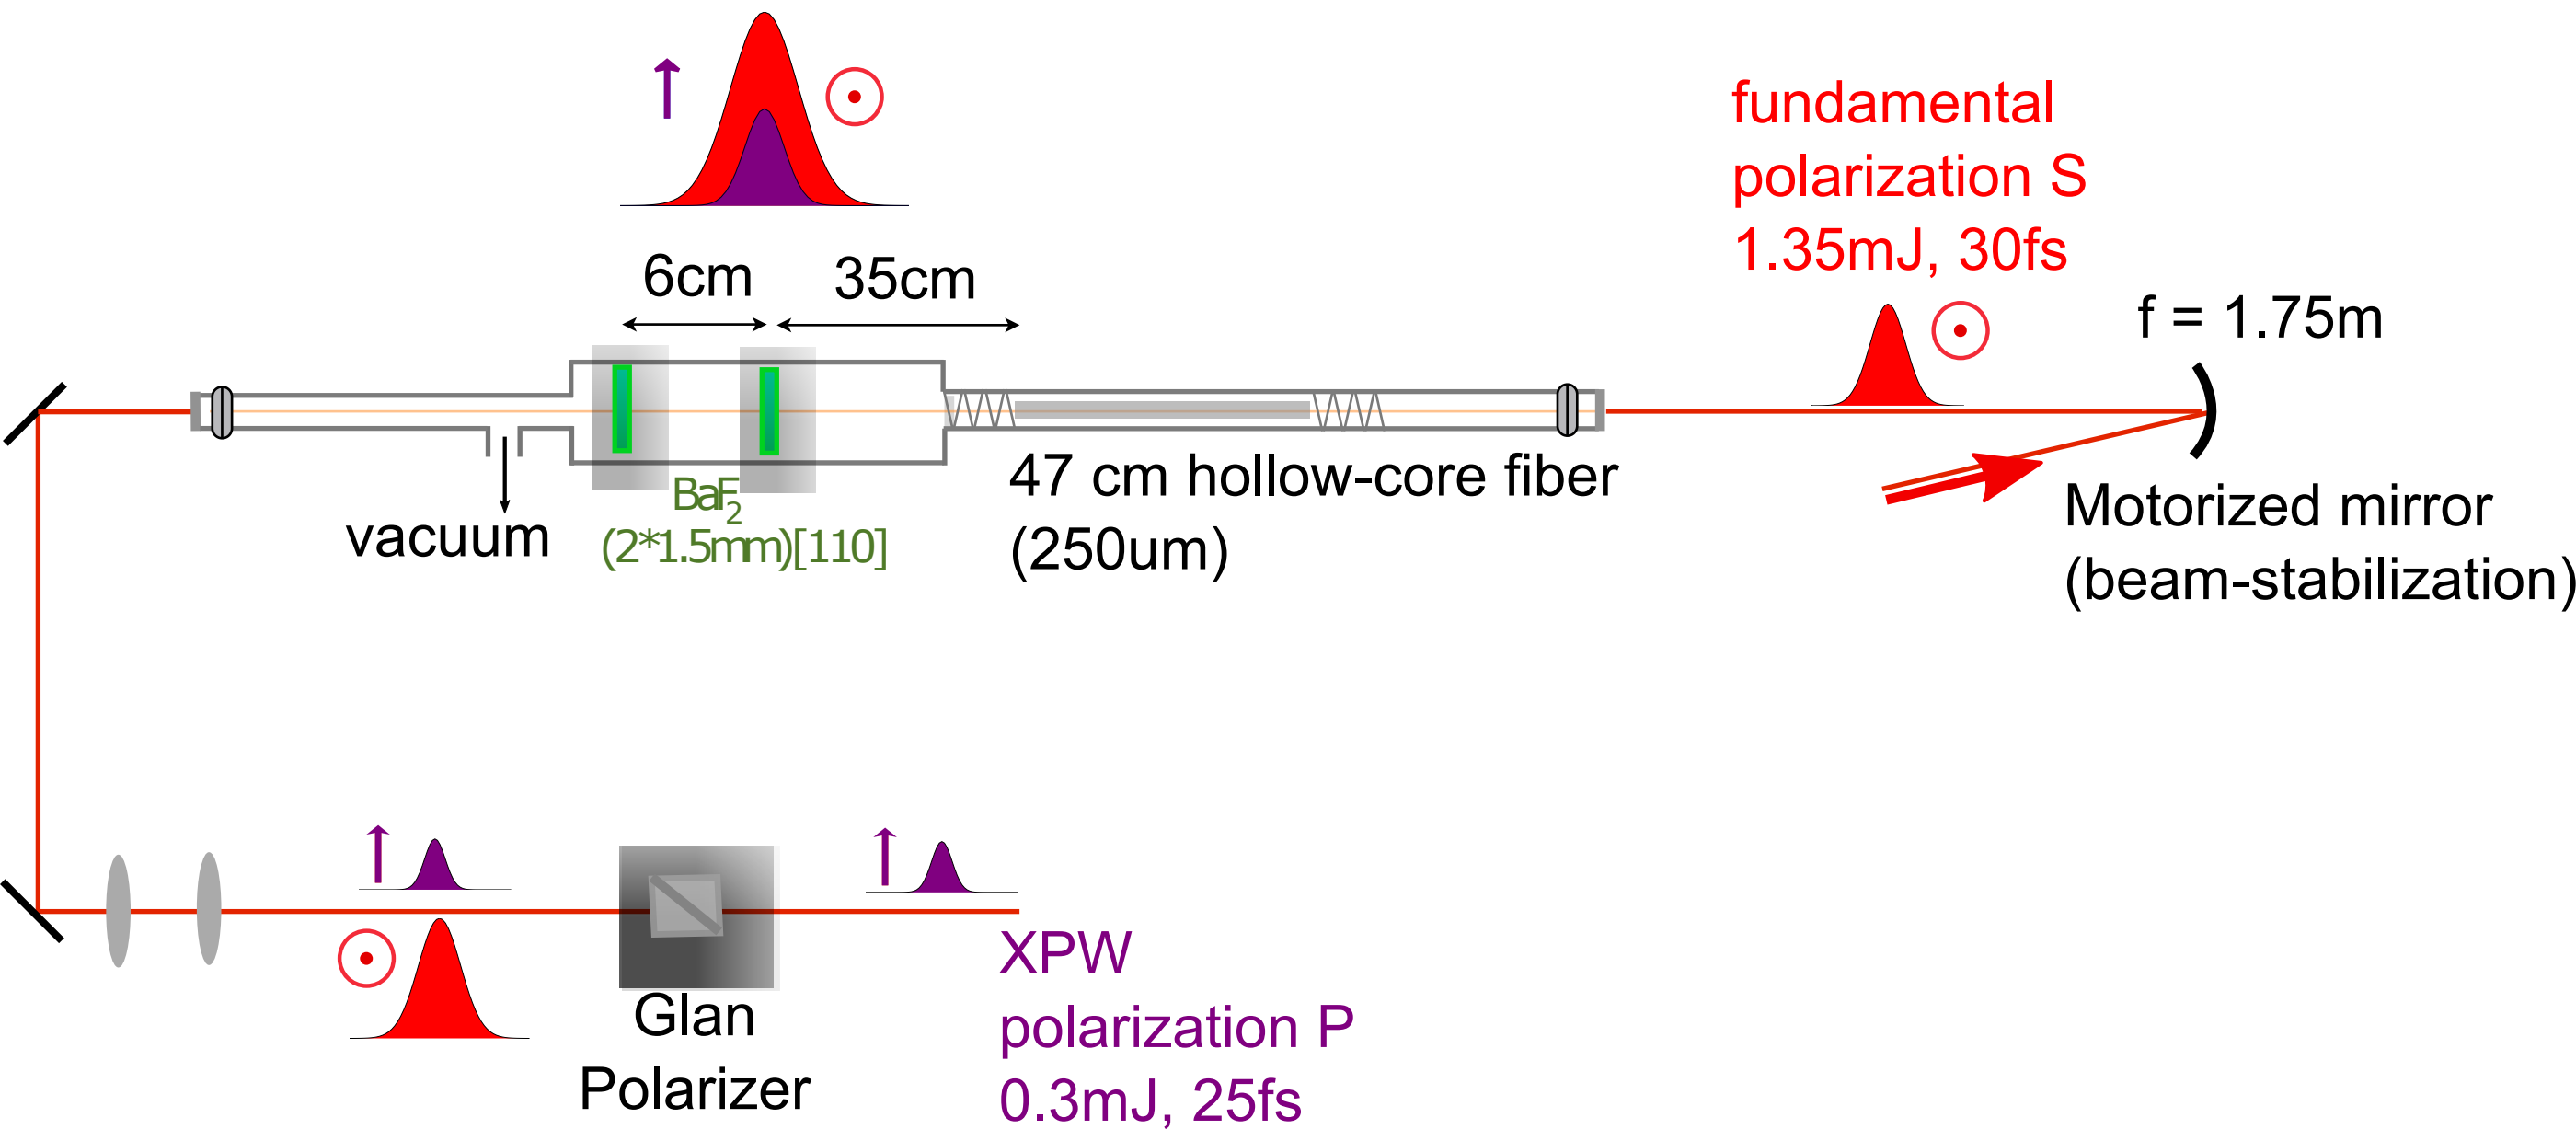 fundamental
polarization S
1.35mJ, 30fs
6cm
35cm
f = 1.75m
BaF2
(2*1.5mm)[110]
vacuum
47 cm hollow-core fiber
(250um)
Motorized mirror
(beam-stabilization)
Glan
Polarizer
XPW
polarization P
0.3mJ, 25fs